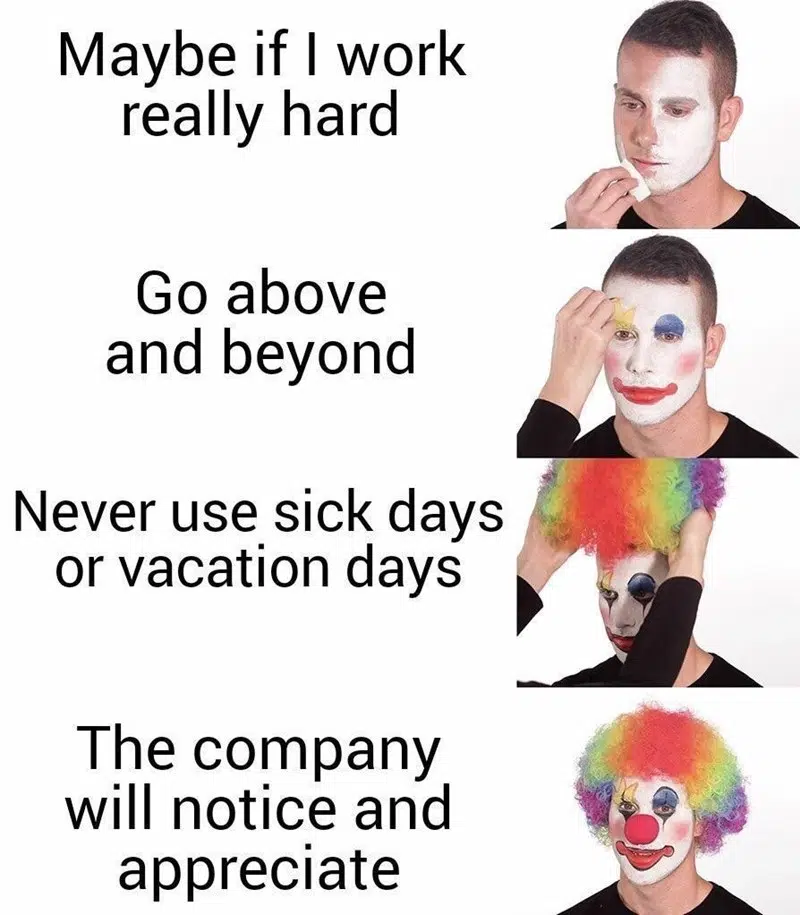 Maybe if I work
really hard
Go above
and beyond
Never use sick days
or vacation days
The company
will notice and
appreciate